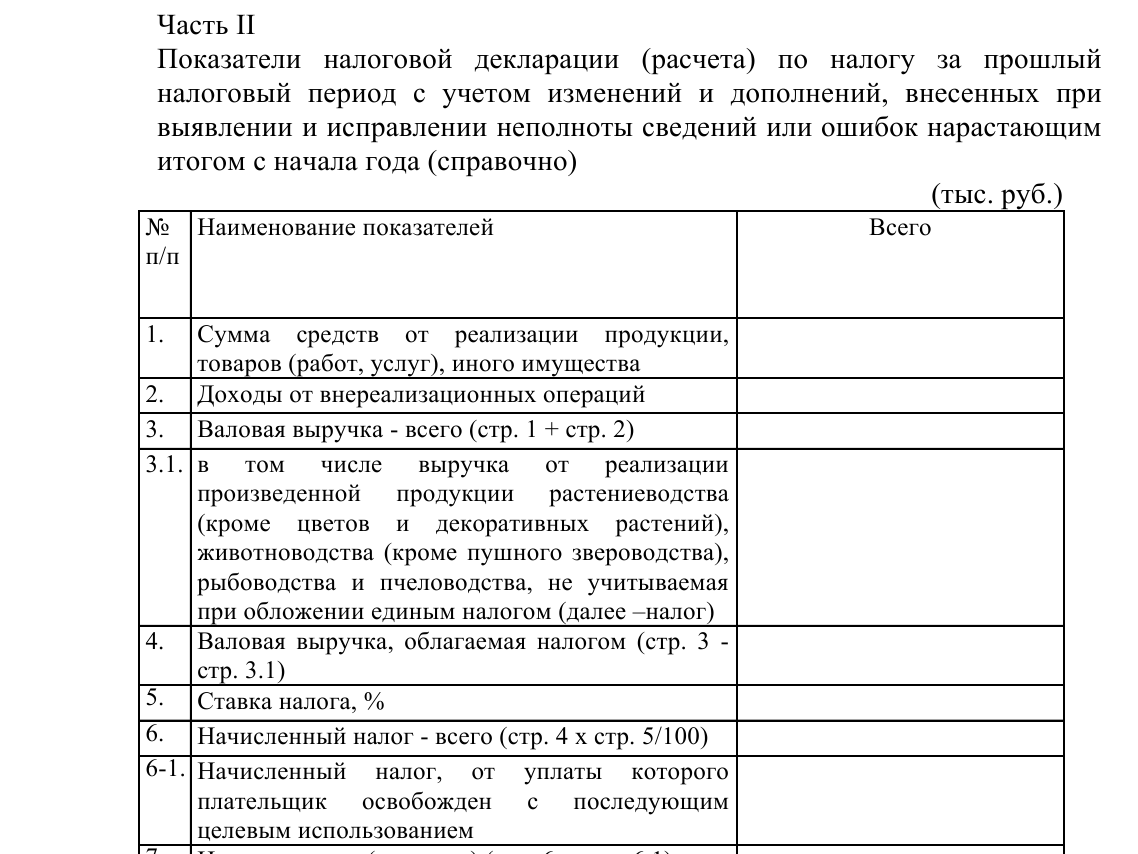 Часть II
Показатели налоговой декларации (расчета) по налогу за прошлый
налоговый период с учетом изменений и дополнений, внесенных при
выявлении и исправлении неполноты сведений или ошибок нарастающим
итогом с начала года (справочно)
(тыс. руб.)
№ Наименование показателей Всего
п/п
1. Сумма средств от реализации продукции,
товаров (работ, услуг), иного имущества
2. Доходы от внереализационных операций
3. Валовая выручка - всего (стр. 1 + стр. 2)
3.1. в том числе выручка от реализации
произведенной продукции растениеводства
(кроме цветов и декоративных растений),
животноводства (кроме пушного звероводства),
рыбоводства и пчеловодства, не учитываемая
при обложении единым налогом (далее –налог)
4. Валовая выручка, облагаемая налогом (стр. 3 -
стр. 3.1)
5. Ставка налога, %
6. Начисленный налог - всего (стр. 4 х стр. 5/100)
6-1. Начисленный налог, от уплаты которого
плательщик освобожден с последующим
целевым использованием